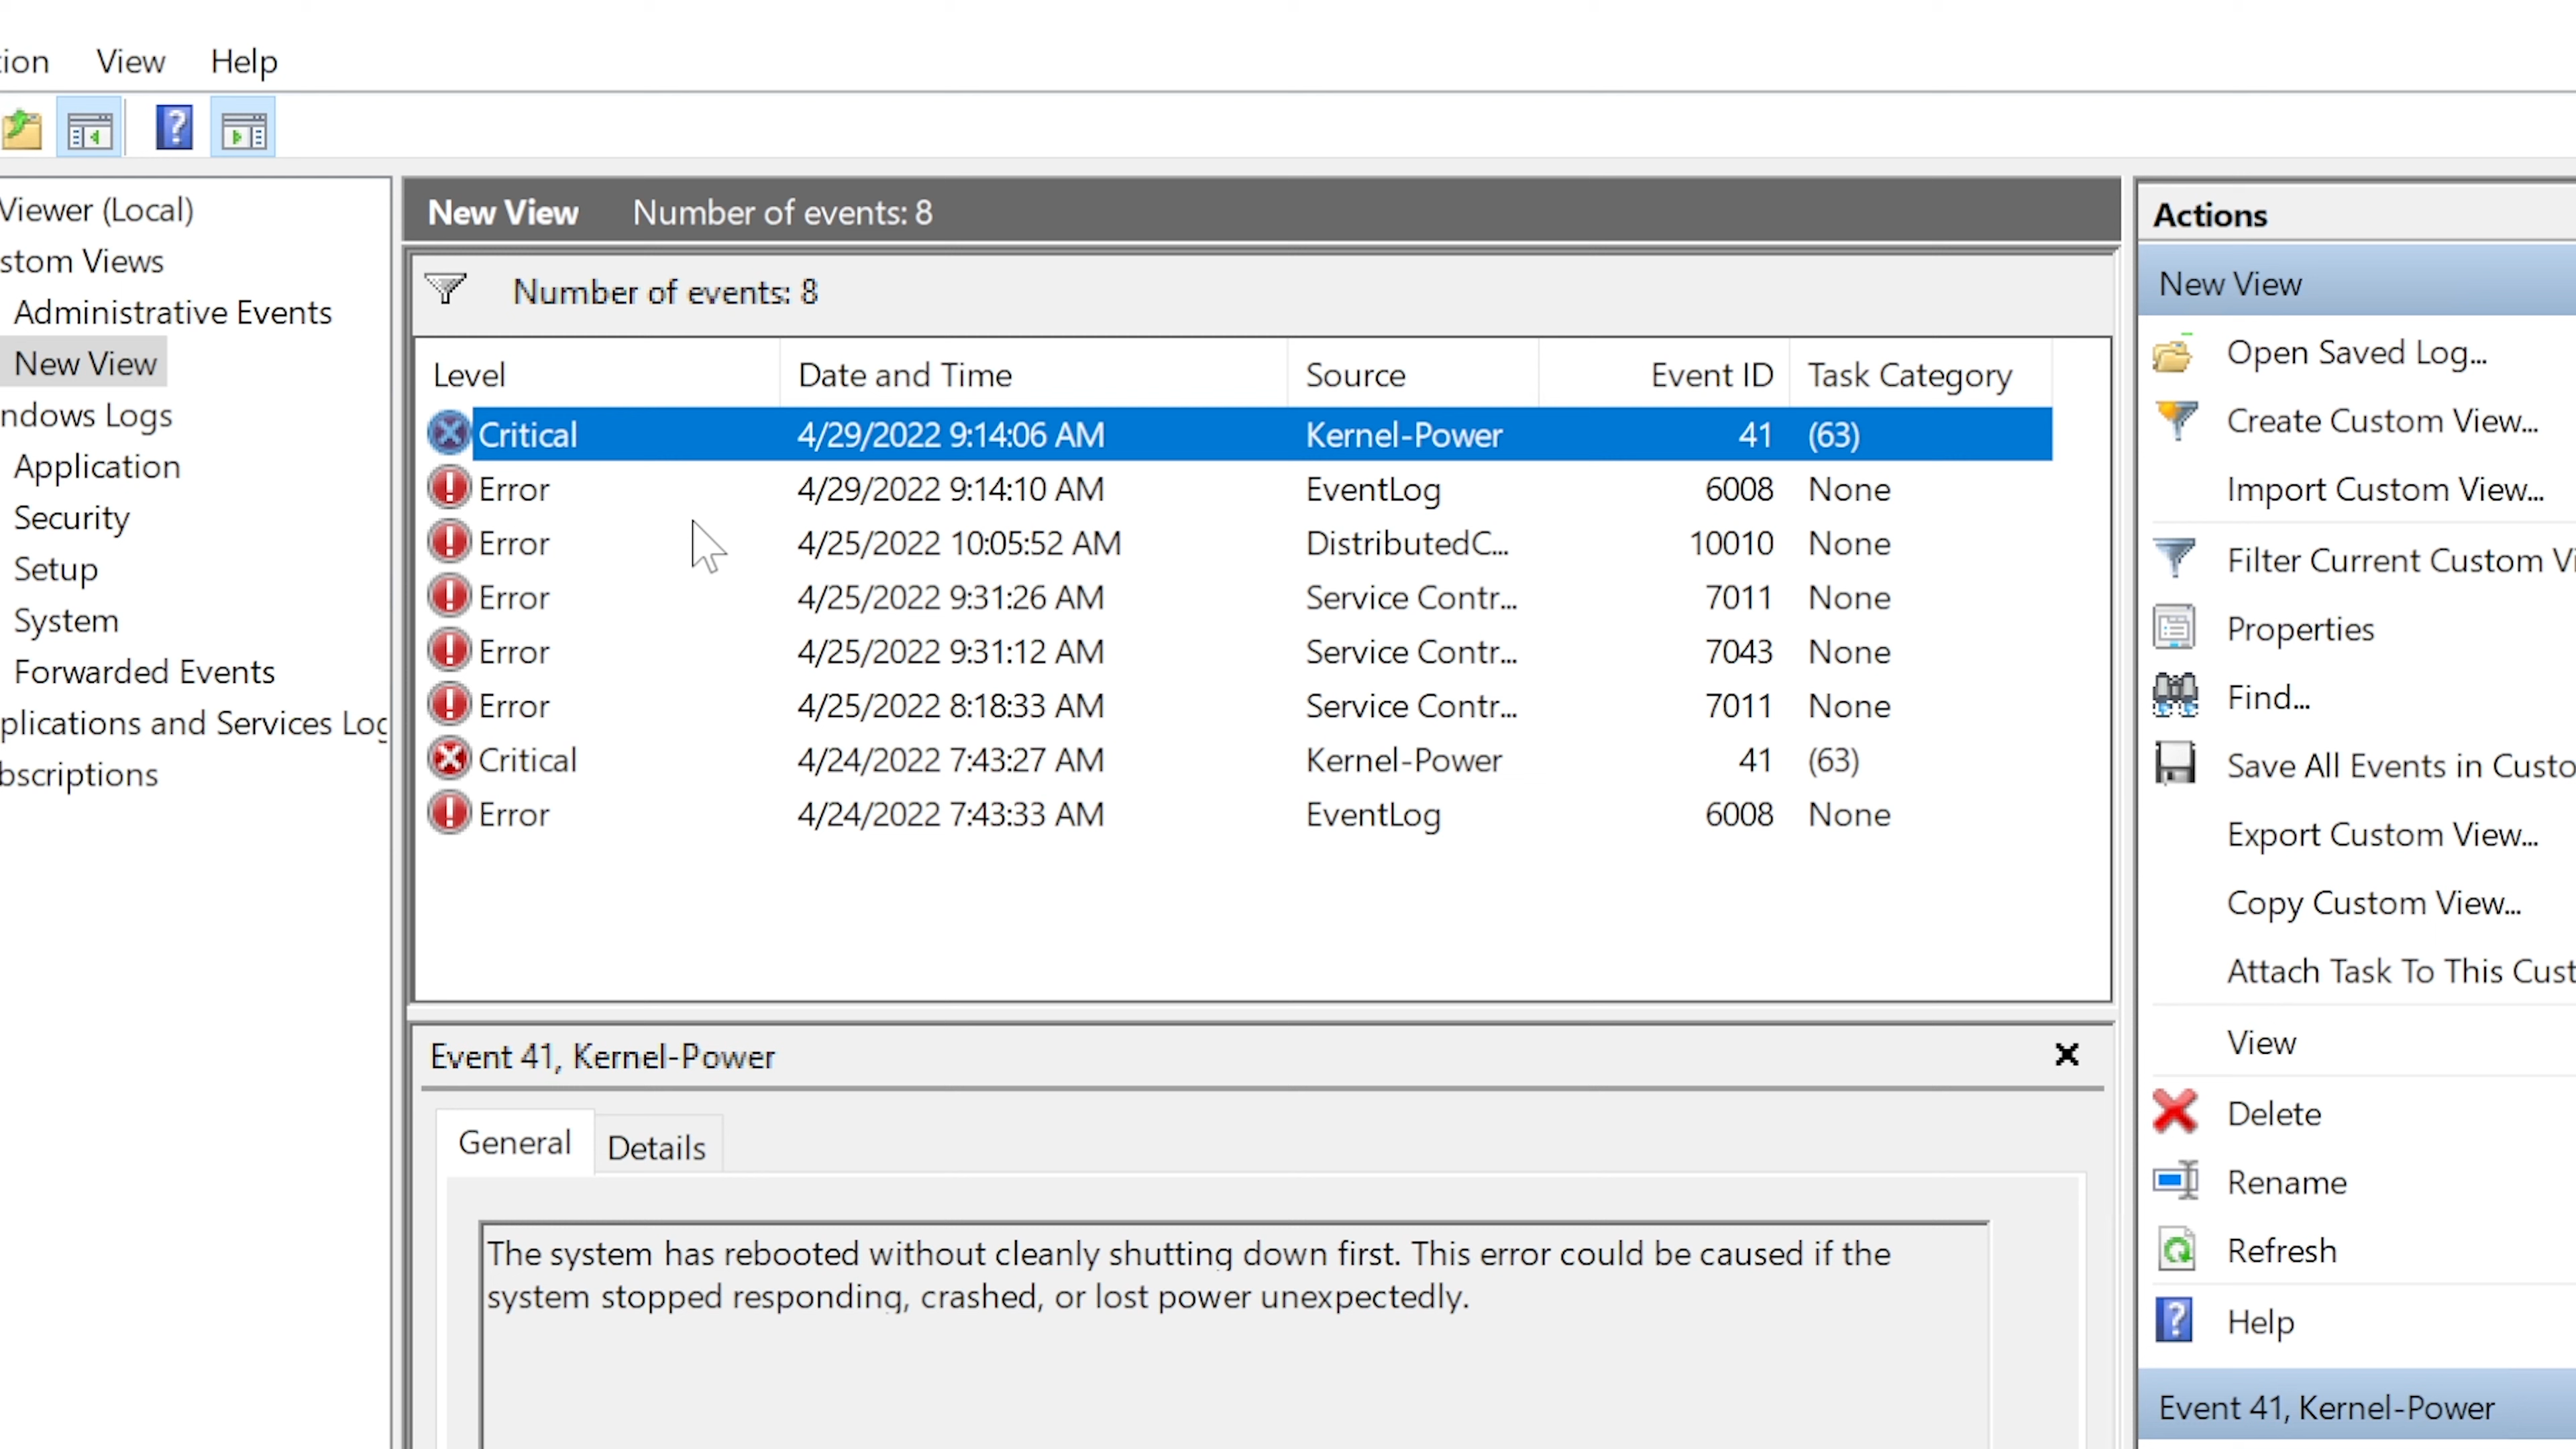 tion View Help
Viewer (Local)
stom Views
Administrative Events
New View
ndows Logs
Application
Security
Setup
System
Forwarded Events
plications and Services Log
bscriptions
New View Number of events: 8
Number of events: 8
Level Date and Time Source Event ID Task Category
Critical 4/29/2022 9:14:06 AM Kernel-Power 41 (63)
Error 4/29/2022 9:14:10 AM EventLog 6008 None
Error 4/25/2022 10:05:52 AM DistributedC... 10010 None
Error 4/25/2022 9:31:26 AM Service Contr... 7011 None
Error 4/25/2022 9:31:12 AM Service Contr... 7043 None
Error 4/25/2022 8:18:33 AM Service Contr... 7011 None
Critical 4/24/2022 7:43:27 AM Kernel-Power 41 (63)
Error 4/24/2022 7:43:33 AM EventLog 6008 None
Event 41, Kernel-Power
General Details
The system has rebooted without cleanly shutting down first. This error could be caused if the
system stopped responding, crashed, or lost power unexpectedly.
Actions
New View
Open Saved Log...
Create Custom View...
Import Custom View...
Filter Current Custom Vi
Properties
Find...
Save All Events in Custo
Export Custom View...
Copy Custom View...
Attach Task To This Cust
View
Delete
Rename
Refresh
Help
Event 41, Kernel-Power